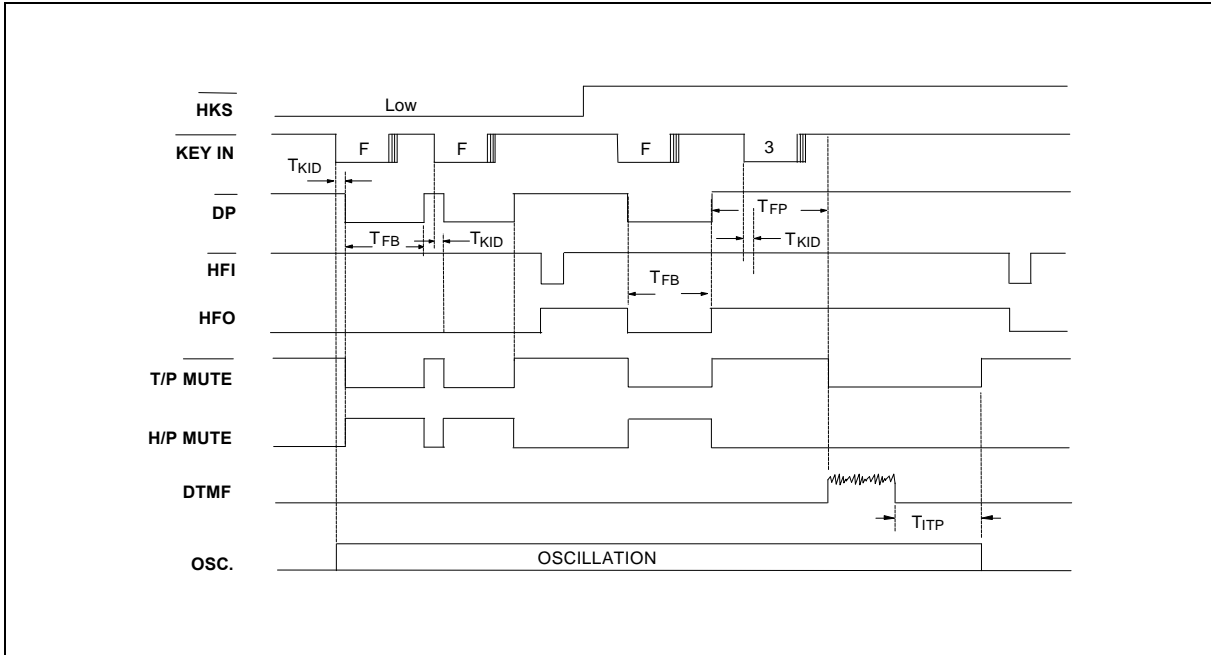 HKS
Low
KEY IN
F
F
F
3
TKID
DP
TFP
TFB
TKID
TKID
HFI
TFB
HFO
T/P MUTE
H/P MUTE
DTMF
TITP
OSC.
OSCILLATION